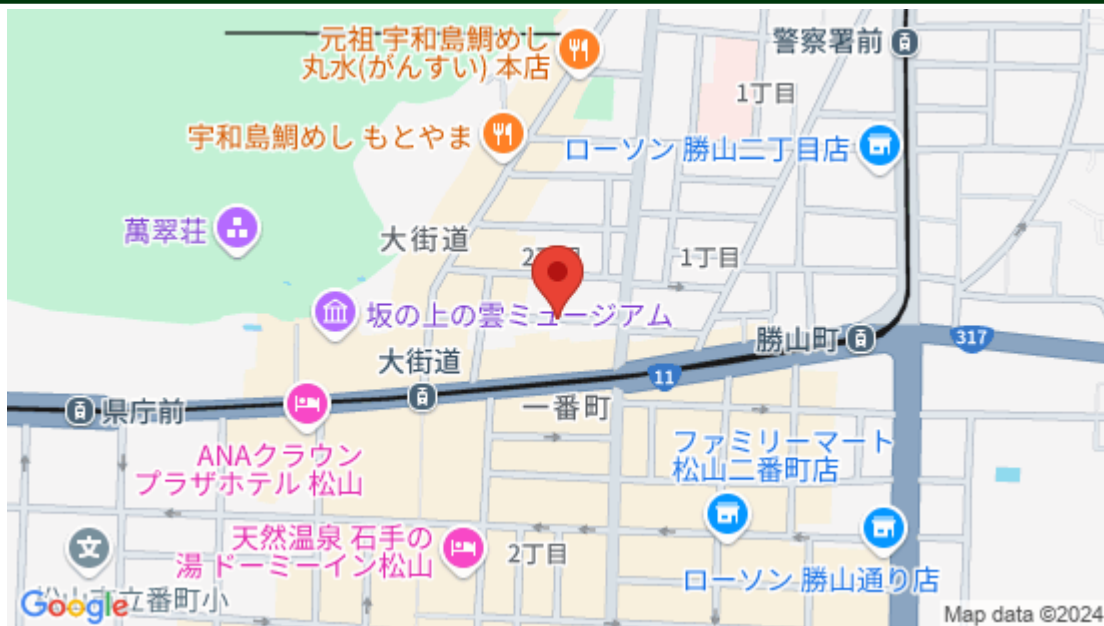 元祖 宇和島鯛めし
丸水(がんすい) 本店
警察署前
1丁目
宇和島鯛めし もとやま
ローソン 勝山二丁目店
萬翠荘
大街道
1丁目
坂の上の雲ミュージアム
勝山町
317
大街道
11
県庁前
一番町
ANAクラウン
プラザホテル 松山
ファミリーマート
松山二番町店
天然温泉 石手の
湯 ドーミーイン松山
2丁目
ローソン 勝山通り店
立番町小
Google
Map data ©2024